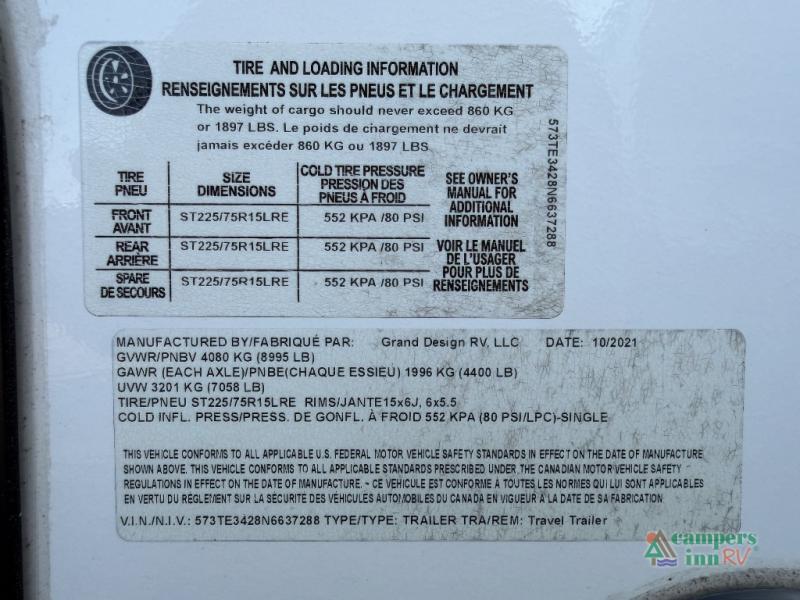 TIRE AND LOADING INFORMATION
RENSEIGNEMENTS SUR LES PNEUS ET LE CHARGEMENT
The weight of cargo should never exceed 860 KG
or 1897 LBS. Le poids de chargement ne devrait
jamais excéder 860 KG ou 1897 LBS
573TE3428N6637288
TIRE
PNEU
SIZE
DIMENSIONS
COLD TIRE PRESSURE
PRESSION DES
PNEUS À FROID
SEE OWNER'S
MANUAL FOR
ADDITIONAL
INFORMATION
FRONT
AVANT
ST225/75R15LRE
552 KPA /80 PSI
REAR
ARRIÈRE
ST225/75R15LRE
552 KPA /80 PSI
VOIR LE MANUEL
DE L'USAGER
POUR PLUS DE
RENSEIGNEMENTS
SPARE
DE SECOURS
ST225/75R15LRE
552 KPA /80 PSI
MANUFACTURED BY/FABRIQUÉ PAR: Grand Design RV, LLC DATE: 10/2021
GVWR/PNBV 4080 KG (8995 LB)
GAWR (EACH AXLE)/PNBE(CHAQUE ESSIEU) 1996 KG (4400 LB)
UVW 3201 KG (7058 LB)
TIRE/PNEU ST225/75R15LRE RIMS/JANTE15x6J, 6x5.5
COLD INFL. PRESS/PRESS. DE GONFL. À FROID 552 KPA (80 PSI/LPC)-SINGLE
THIS VEHICLE CONFORMS TO ALL APPLICABLE U.S. FEDERAL MOTOR VEHICLE SAFETY STANDARDS IN EFFECT ON THE DATE OF MANUFACTURE
SHOWN ABOVE. THIS VEHICLE CONFORMS TO ALL APPLICABLE STANDARDS PRESCRIBED UNDER THE CANADIAN MOTOR VEHICLE SAFETY
REGULATIONS IN EFFECT ON THE DATE OF MANUFACTURE. ~ CE VÉHICULE EST CONFORME À TOUTES LES NORMES QUI LUI SONT APPLICABLES
EN VERTU DU RÈGLEMENT SUR LA SÉCURITÉ DES VÉHICULES AUTOMOBILES DU CANADA EN VIGUEUR À LA DATE DE SA FABRICATION
V.I.N./N.I.V.: 573TE3428N6637288 TYPE/TYPE: TRAILER TRA/REM: Travel Trailer
campers
inn RV